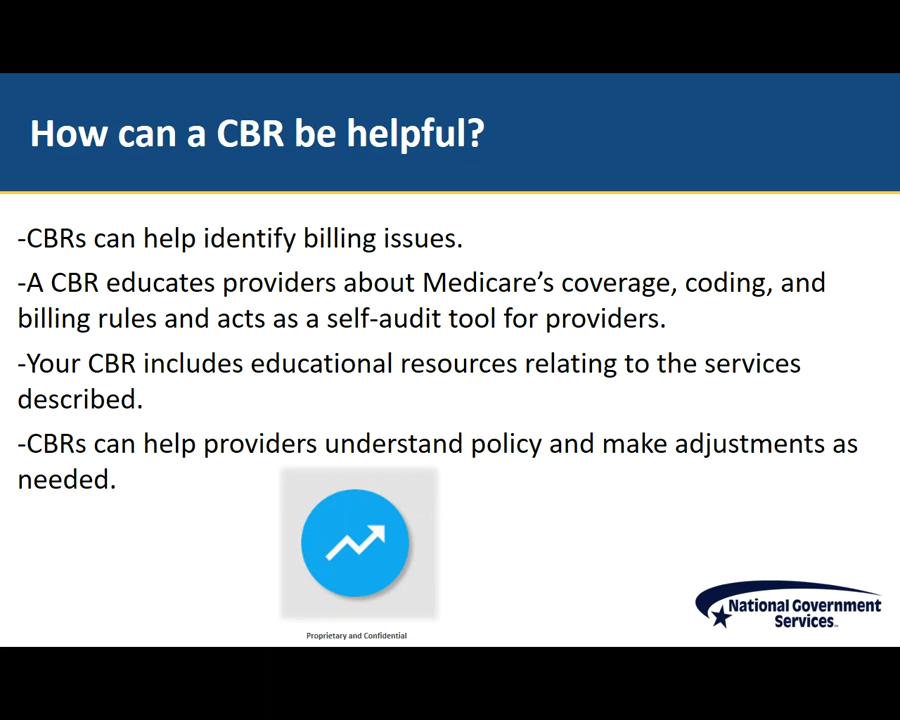 How can a CBR be helpful?
-CBRs can help identify billing issues.
-A CBR educates providers about Medicare’s coverage, coding, and
billing rules and acts as a self-audit tool for providers.
-Your CBR includes educational resources relating to the services
described.
-CBRs can help providers understand policy and make adjustments as
needed.
Proprietary and Confidential
National Government
Services